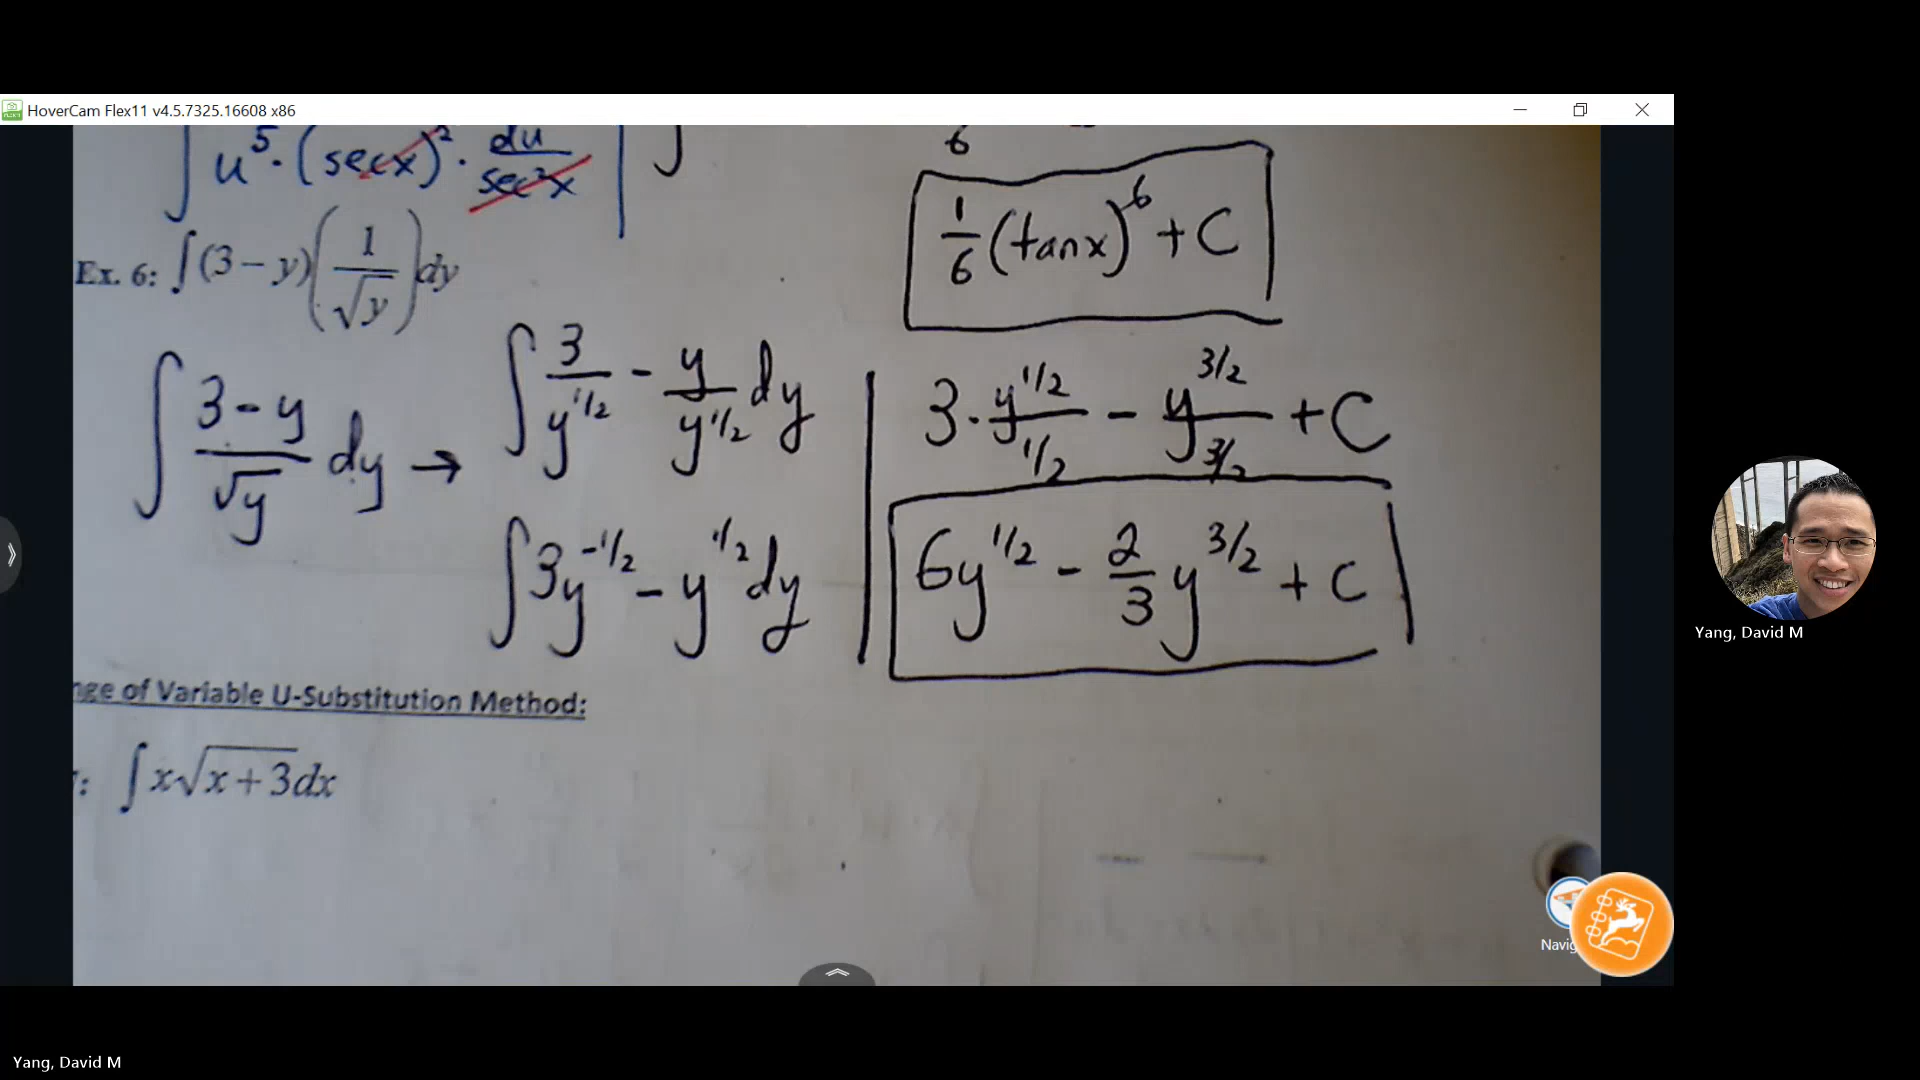 HoverCam Flex11 v4.5.7325.16608 x86
∫ u^5 · (secx)^2 · du/sec^2x
6
1/6 (tanx)^6 + C
Ex. 6: ∫(3 − y)(1/√y)dy
∫ (3 - y)/√y dy →
∫ 3/y^1/2 - y/y^1/2 dy
∫ 3y^-1/2 - y^1/2 dy
3 · y^1/2/1/2 - y^3/2/3/2 + C
6y^1/2 - 2/3 y^3/2 + C
nge of Variable U-Substitution Method:
: ∫ x√x + 3dx
Navig
Yang, David M
Yang, David M